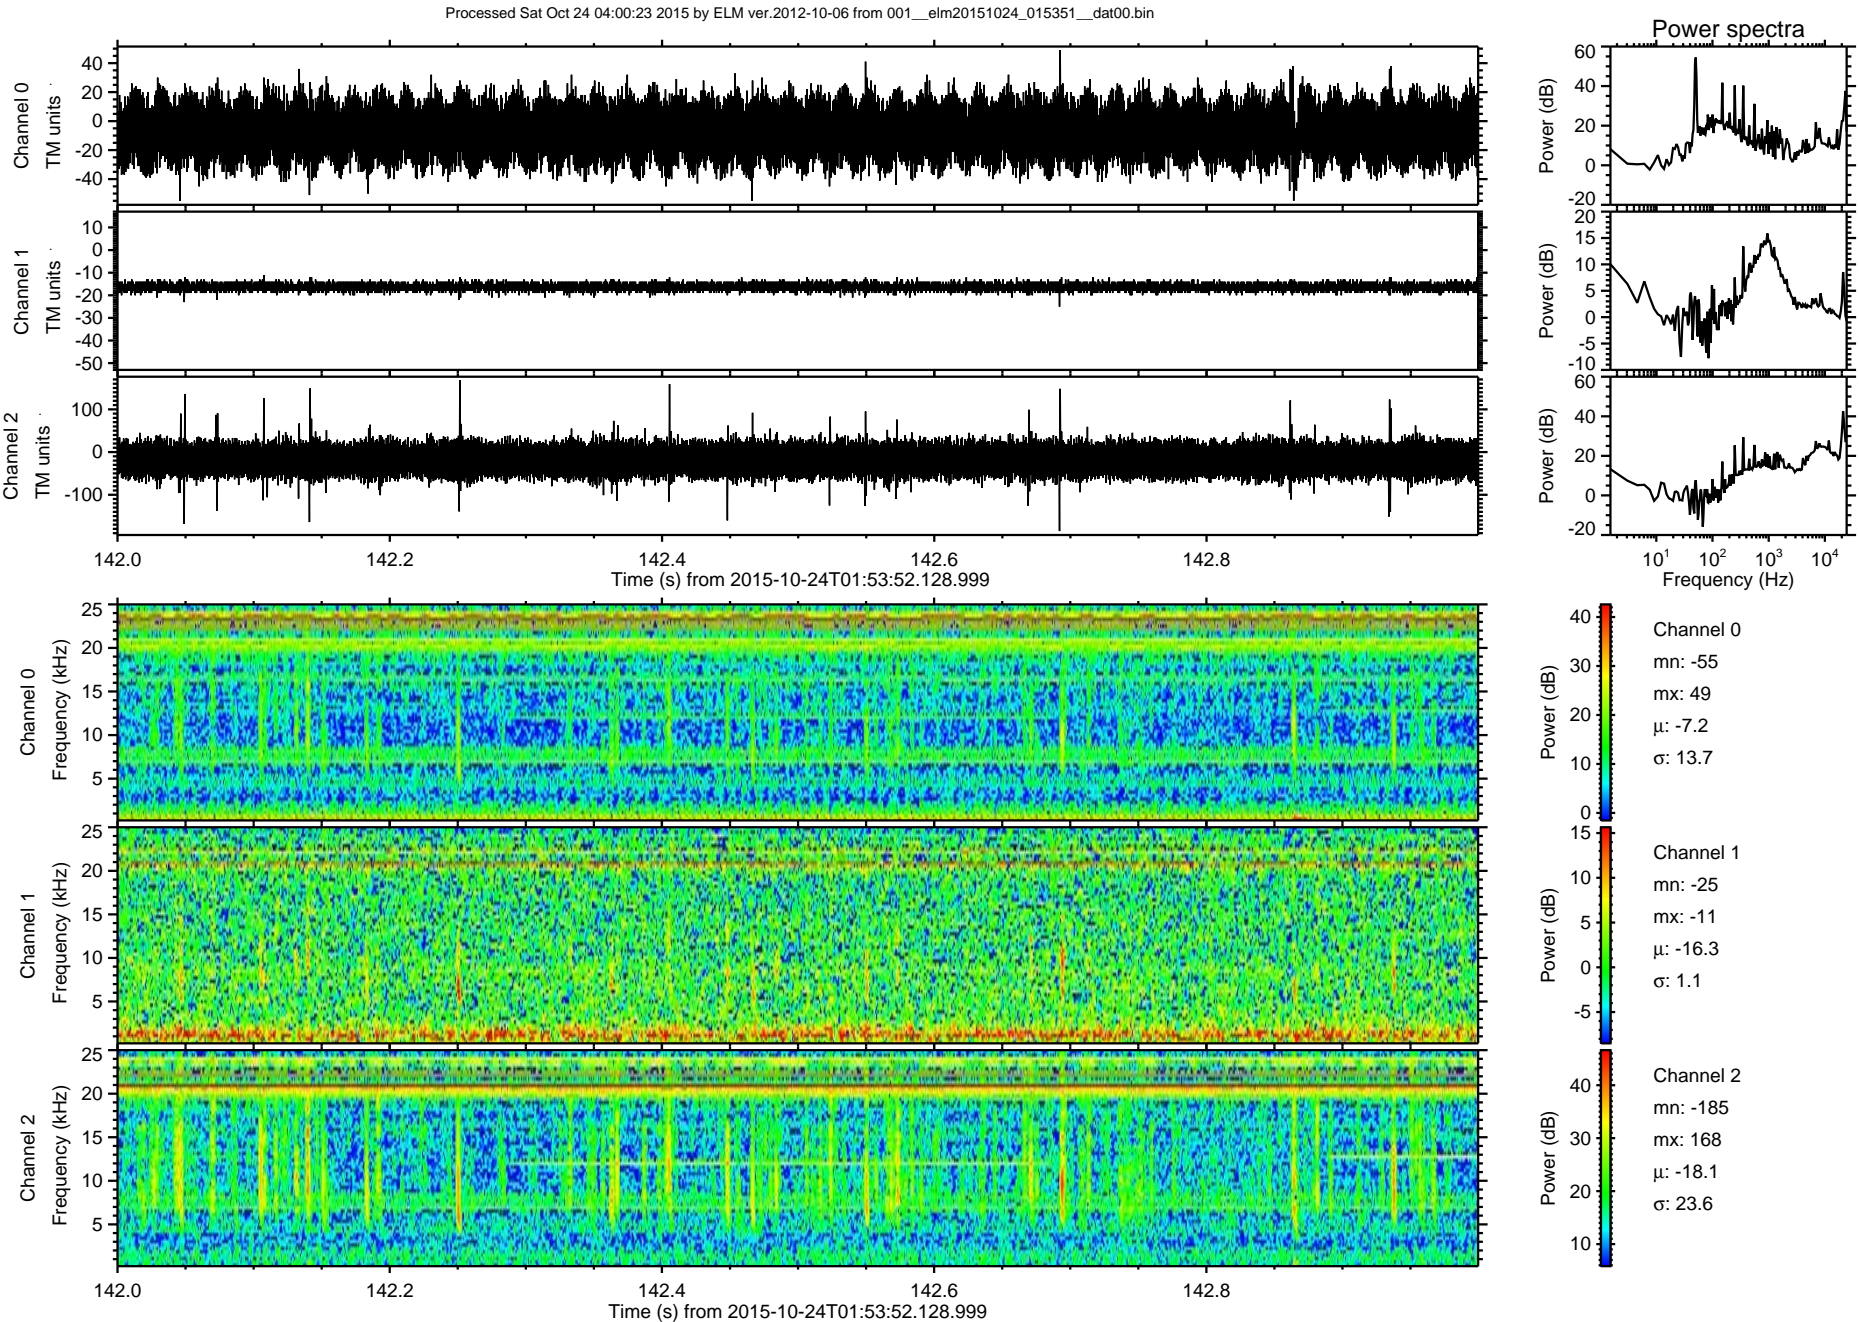 Processed Sat Oct 24 04:00:23 2015 by ELM ver.2012-10-06 from 001__elm20151024_015351__dat00.bin
Power spectra
Channel 0
TM units
40
20
0
-20
-40
Power (dB)
60
40
20
0
-20
Channel 1
TM units
10
0
-10
-20
-30
-40
-50
Power (dB)
20
15
10
5
0
-5
-10
Channel 2
TM units
100
0
-100
Power (dB)
60
40
20
0
-20
142.0
142.2
142.4
142.6
142.8
Time (s) from 2015-10-24T01:53:52.128.999
10^1
10^2
10^3
10^4
Frequency (Hz)
Channel 0
Frequency (kHz)
25
20
15
10
5
Power (dB)
40
30
20
10
0
Channel 0
mn: -55
mx: 49
μ: -7.2
σ: 13.7
Channel 1
Frequency (kHz)
25
20
15
10
5
Power (dB)
15
10
5
0
-5
Channel 1
mn: -25
mx: -11
μ: -16.3
σ: 1.1
Channel 2
Frequency (kHz)
25
20
15
10
5
Power (dB)
40
30
20
10
Channel 2
mn: -185
mx: 168
μ: -18.1
σ: 23.6
142.0
142.2
142.4
142.6
142.8
Time (s) from 2015-10-24T01:53:52.128.999